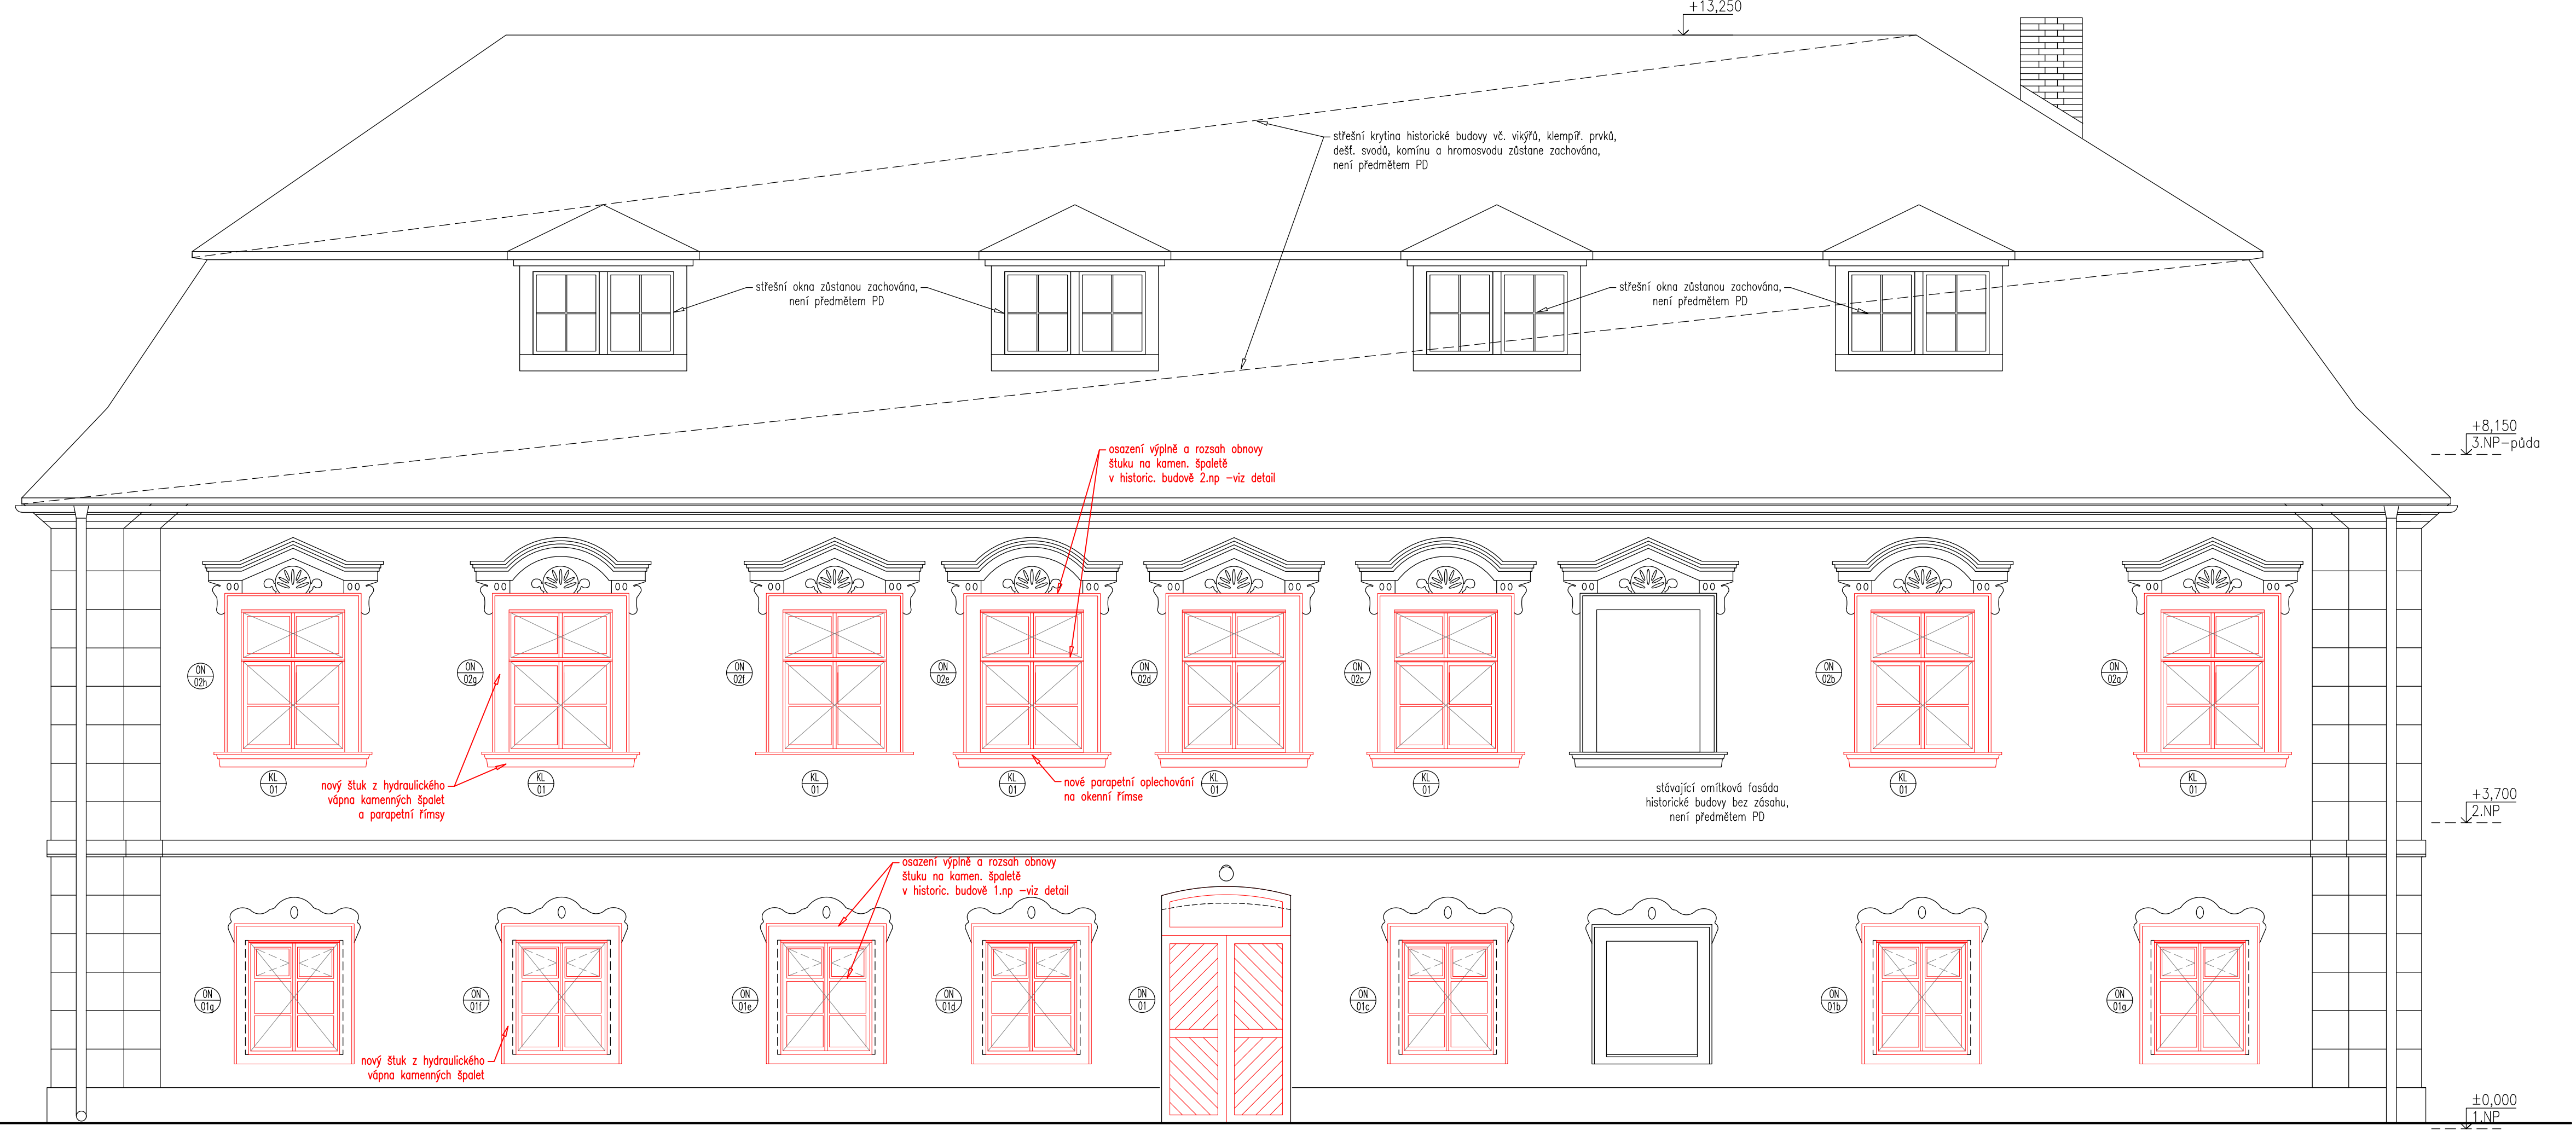 +13,250
střešní krytina historické budovy vč. vikýřů, klempíř. prvků,
dešť. svodů, komínu a hromosvodu zůstane zachována,
není předmětem PD
střešní okna zůstanou zachována,
není předmětem PD
střešní okna zůstanou zachována,
není předmětem PD
+8,150
3.NP-půda
osazení výplně a rozsah obnovy
štuku na kamen. špaletě
v historic. budově 2.np -viz detail
ON
02h
ON
02g
ON
02f
ON
02e
ON
02d
ON
02c
ON
02b
ON
02a
KL
01
KL
01
KL
01
KL
01
KL
01
KL
01
KL
01
KL
01
nový štuk z hydraulického
vápna kamenných špalet
a parapetní římsy
nové parapetní oplechování
na okenní římse
stávající omítková fasáda
historické budovy bez zásahu,
není předmětem PD
+3,700
2.NP
osazení výplně a rozsah obnovy
štuku na kamen. špaletě
v historic. budově 1.np -viz detail
ON
01g
ON
01f
ON
01e
ON
01d
DN
01
ON
01c
ON
01b
ON
01a
nový štuk z hydraulického
vápna kamenných špalet
±0,000
1.NP